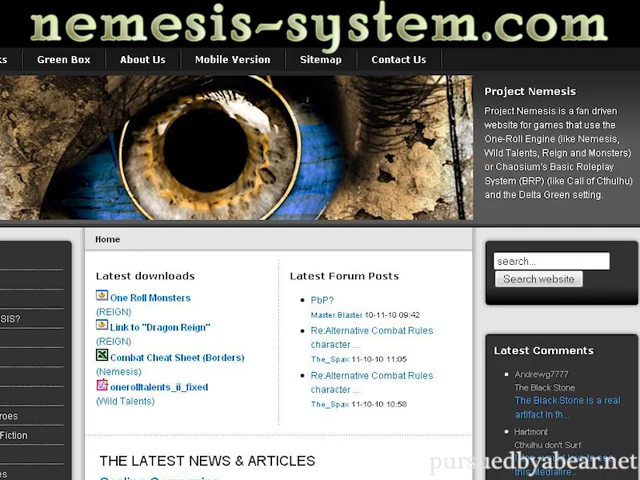 nemesis-system.com
ks
Green Box
About Us
Mobile Version
Sitemap
Contact Us
Project Nemesis
Project Nemesis is a fan driven
website for games that use the
One-Roll Engine (like Nemesis,
Wild Talents, Reign and Monsters)
or Chaosium's Basic Roleplay
System (BRP) (like Call of Cthulhu)
and the Delta Green setting.
SIS?
roes
Fiction
es
Home
Latest downloads
One Roll Monsters
(REIGN)
Link to "Dragon Reign"
(REIGN)
Combat Cheat Sheet (Borders)
(Nemesis)
onerolltalents_ii_fixed
(Wild Talents)
Latest Forum Posts
PbP?
Master Blaster 10-11-10 09:42
Re:Alternative Combat Rules
character ...
The_Spax 11-10-10 11:05
Re:Alternative Combat Rules
character ...
The_Spax 11-10-10 10:58
THE LATEST NEWS & ARTICLES
search...
Search website
Latest Comments
Andrewg7777
The Black Stone
The Black Stone is a real
artifact in th...
Hartmont
Cthulhu don't Surf
this Mediafire...
pursuedbyabear.net